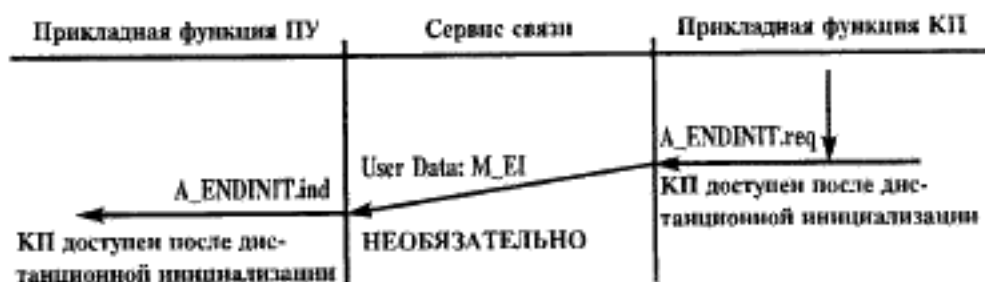 Прикладная функция ПУ
Сервис связи
Прикладная функция КП
A_ENDINIT.req
User Data: M_EI
A_ENDINIT.ind
КП доступен после дис-
танционной инициализации
КП доступен после дис-
танционной инициализации
НЕОБЯЗАТЕЛЬНО